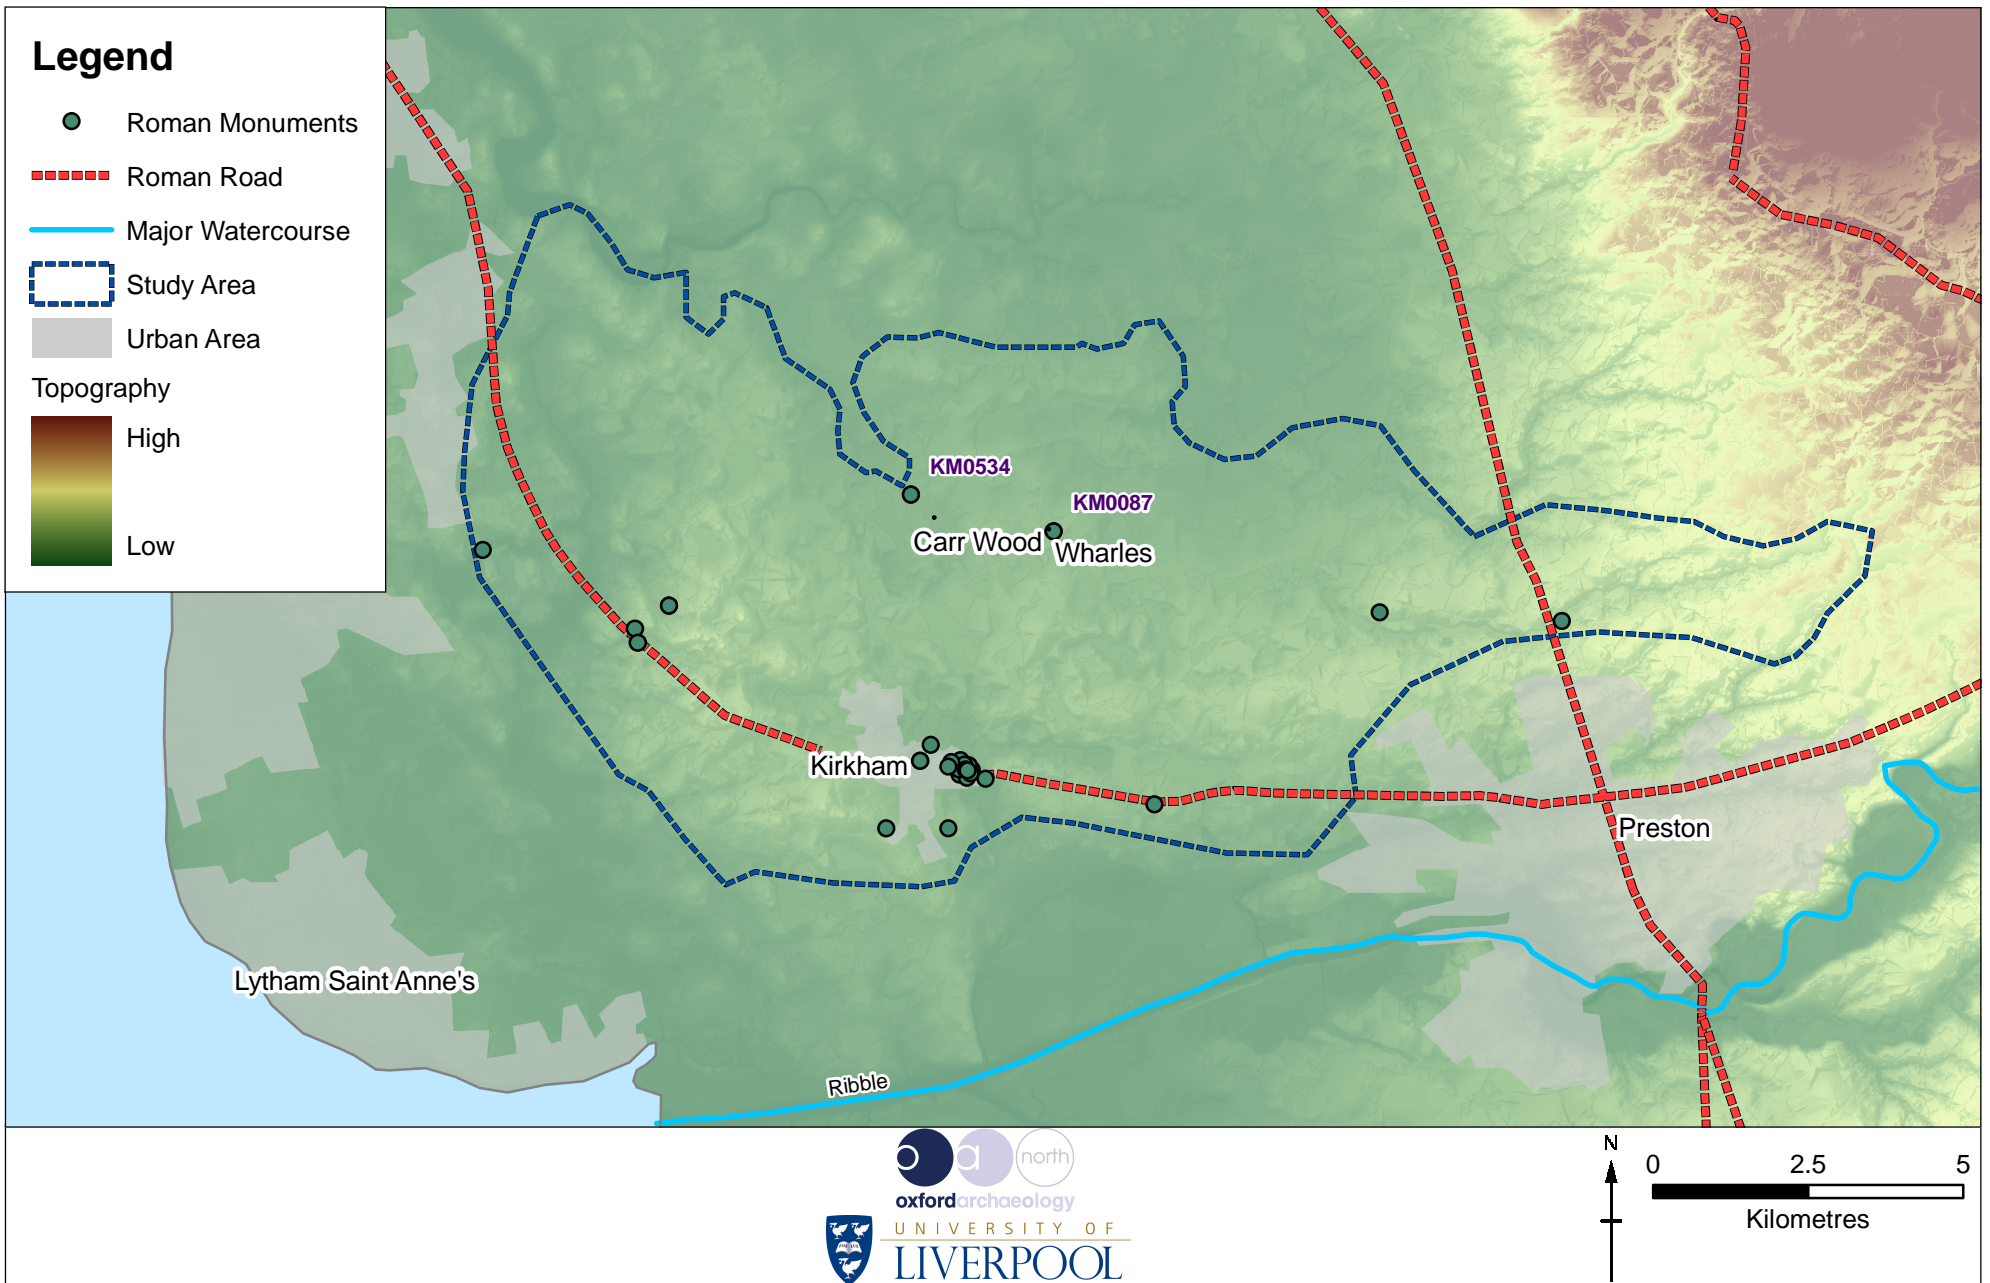 Legend
Roman Monuments
Roman Road
Major Watercourse
Study Area
Urban Area
Topography
High
Low
KM0534
KM0087
Carr Wood
Wharles
Kirkham
Preston
Lytham Saint Anne's
Ribble
oa north
oxfordarchaeology
UNIVERSITY OF
LIVERPOOL
N
0 2.5 5
Kilometres